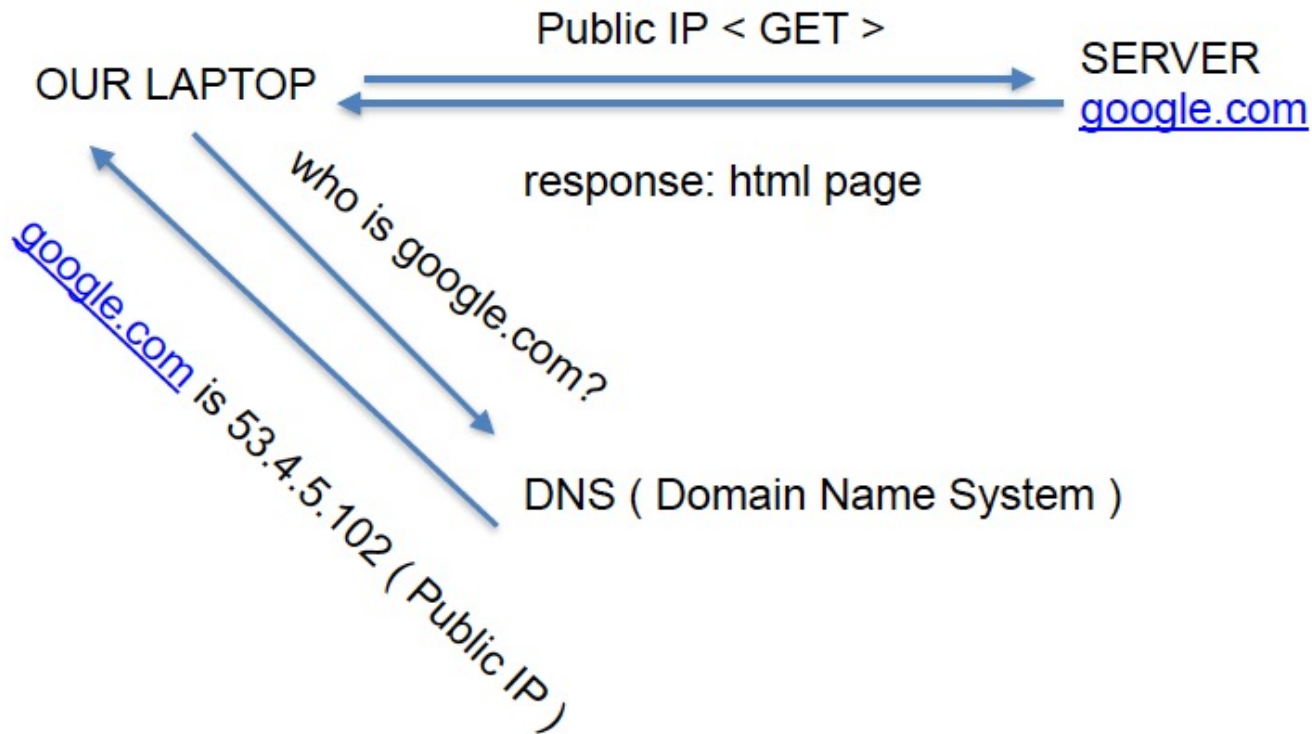 Public IP < GET >
OUR LAPTOP
SERVER
google.com
response: html page
who is google.com?
google.com is 53.4.5.102 ( Public IP )
DNS ( Domain Name System )